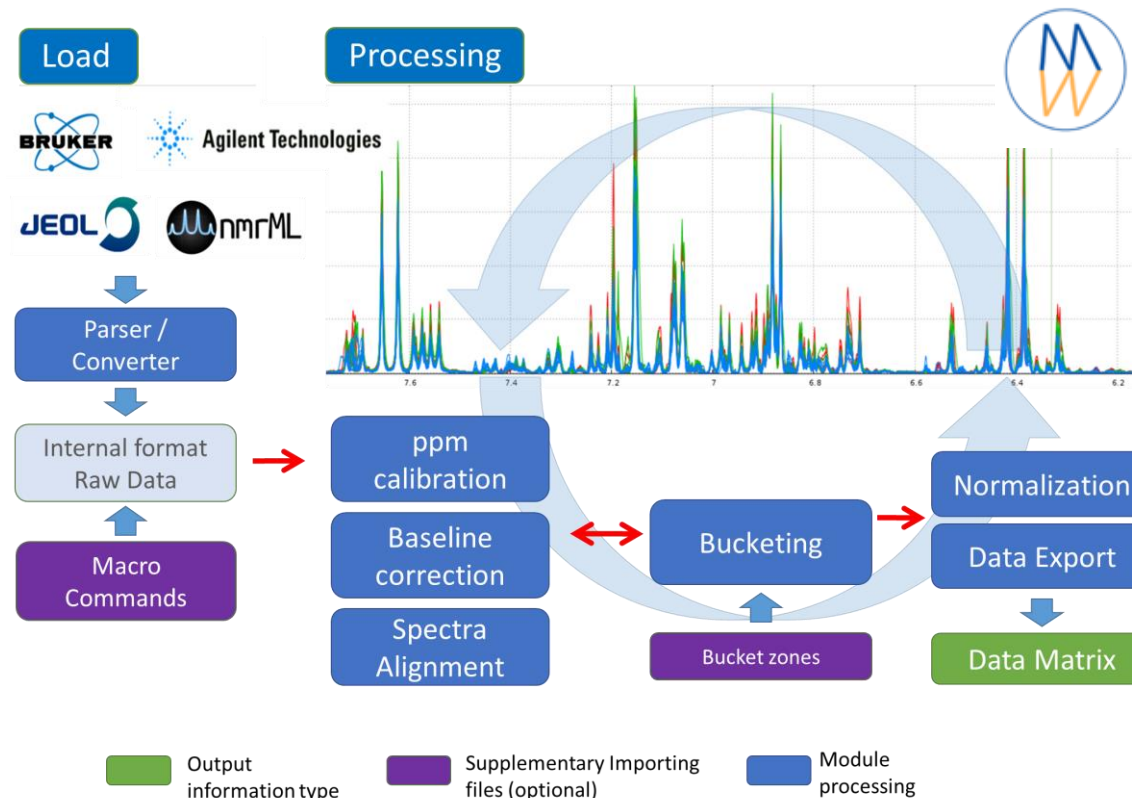 Load
Processing
BRUKER
Agilent Technologies
JEOL
nmrML
Parser /
Converter
Internal format
Raw Data
Macro
Commands
7.6
7.4
7.2
7
6.8
6.6
6.4
6.2
ppm
calibration
Baseline
correction
Spectra
Alignment
Bucketing
Bucket zones
Normalization
Data Export
Data Matrix
Output
information type
Supplementary Importing
files (optional)
Module
processing